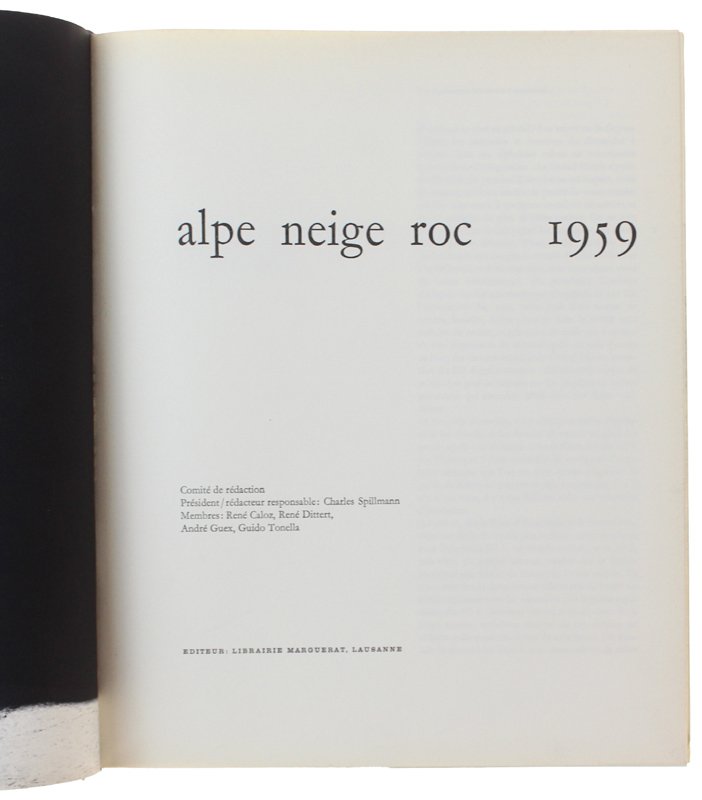 alpe neige roc 1959
Comité de rédaction
Président/rédacteur responsable: Charles Spillmann
Membres: René Caloz, René Dittert,
André Guex, Guido Tonella
EDITEUR: LIBRAIRIE MARGUERAT, LAUSANNE